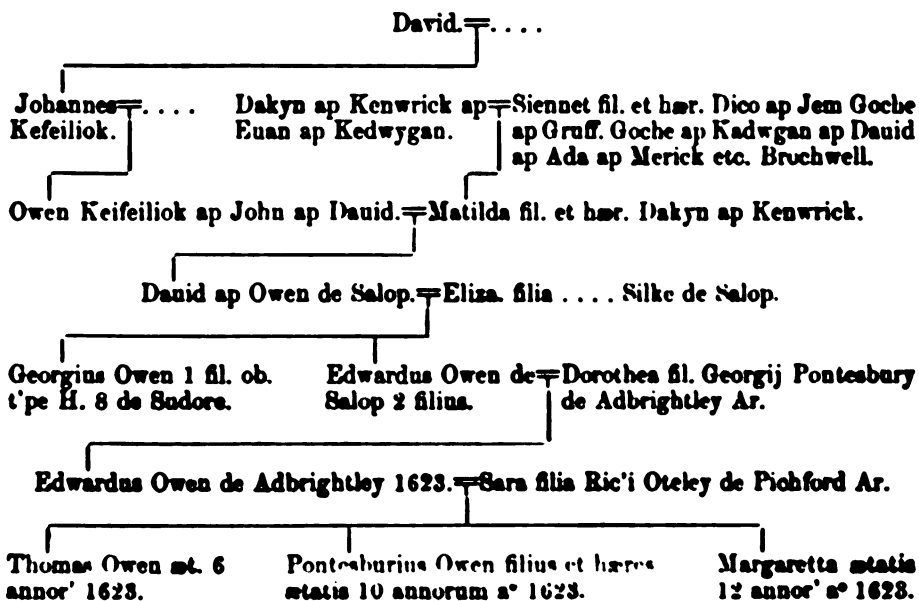 David.=. . . .
Johannes=. . . .
Kefeiliok.
Dakyn ap Kenwrick ap=Siennet fil. et hær. Dico ap Jem Goche
Euan ap Kedwygan.
ap Gruff. Goche ap Kadwgan ap Dauid
ap Ada ap Merick etc. Bruchwell.
Owen Keifeiliok ap John ap Dauid.=Matilda fil. et hær. Dakyn ap Kenwrick.
Dauid ap Owen de Salop.=Eliza. filia . . . . Silke de Salop.
Georgius Owen 1 fil. ob.
t'pe H. 8 de Sudore.
Edwardus Owen de=Dorothea fil. Georgij Pontesbury
Salop 2 filius.
de Adbrightley Ar.
Edwardus Owen de Adbrightley 1623.=Sara filia Ric'i Oteley de Pichford Ar.
Thomas Owen æt. 6
annor' 1623.
Pontesburius Owen filius et hæres
ætatis 10 annorum aº 1623.
Margaretta ætatis
12 annor' aº 1623.